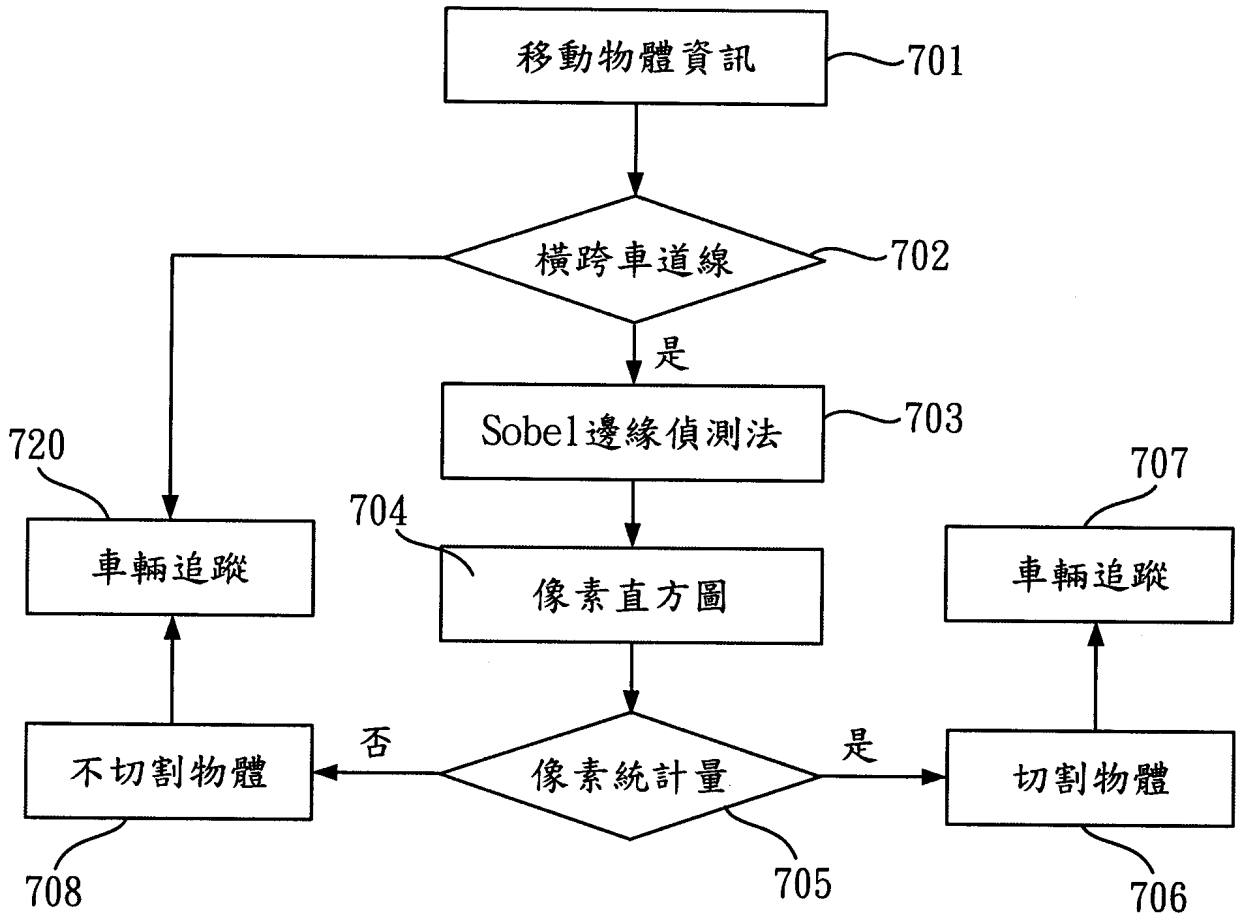 移動物體資訊
701
橫跨車道線
702
是
Sobel邊緣偵測法
703
720
車輛追蹤
704
像素直方圖
707
車輛追蹤
不切割物體
708
否
像素統計量
705
是
切割物體
706